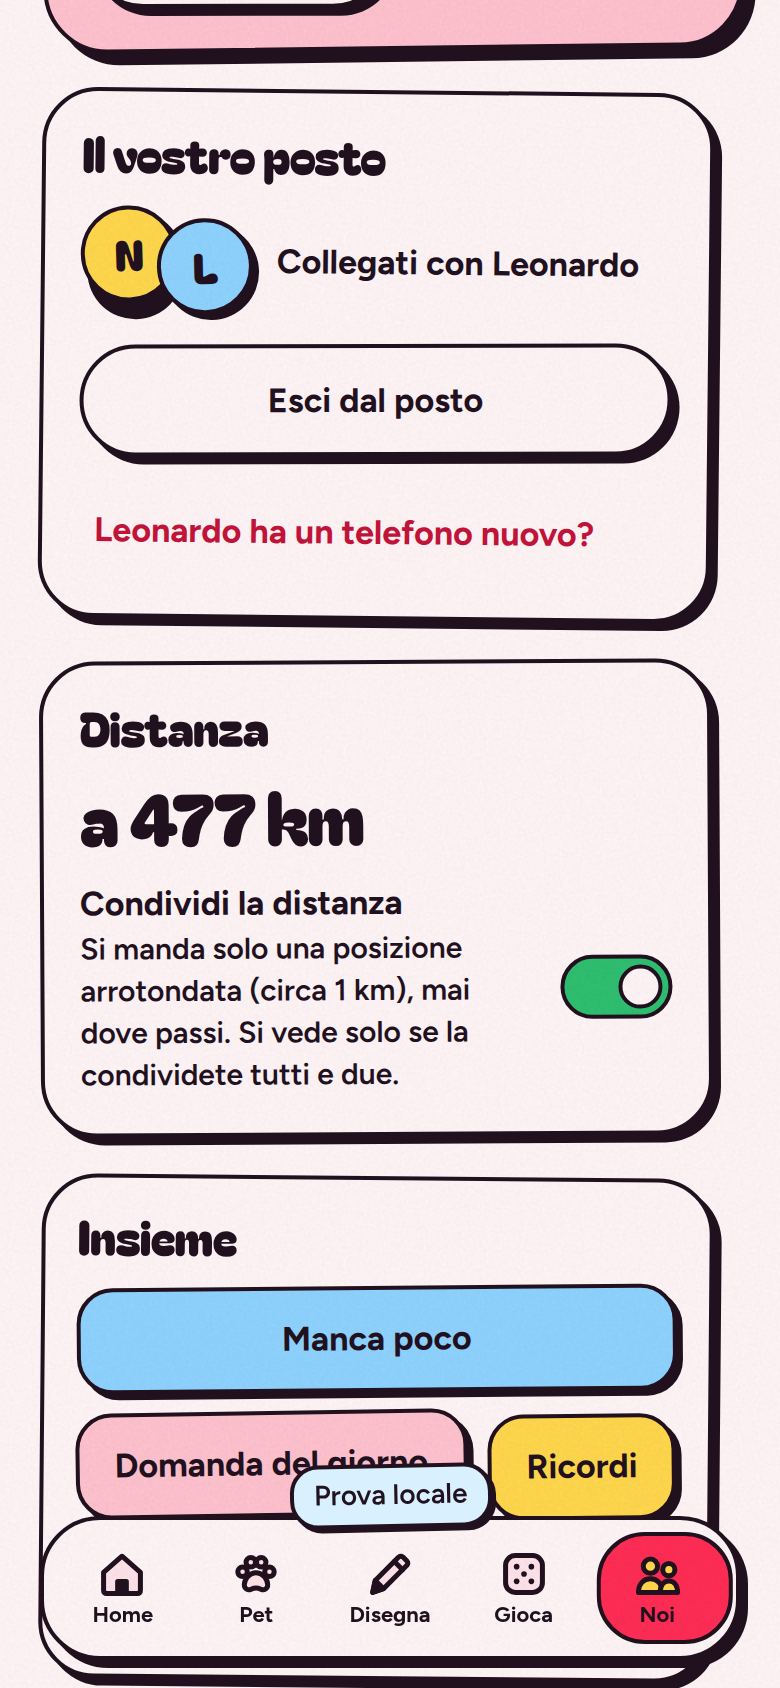 Il vostro posto
N
L
Collegati con Leonardo
Esci dal posto
Leonardo ha un telefono nuovo?
Distanza
a 477 km
Condividi la distanza
Si manda solo una posizione
arrotondata (circa 1 km), mai
dove passi. Si vede solo se la
condividete tutti e due.
Insieme
Manca poco
Domanda del giorno
Ricordi
Prova locale
Home
Pet
Disegna
Gioca
Noi